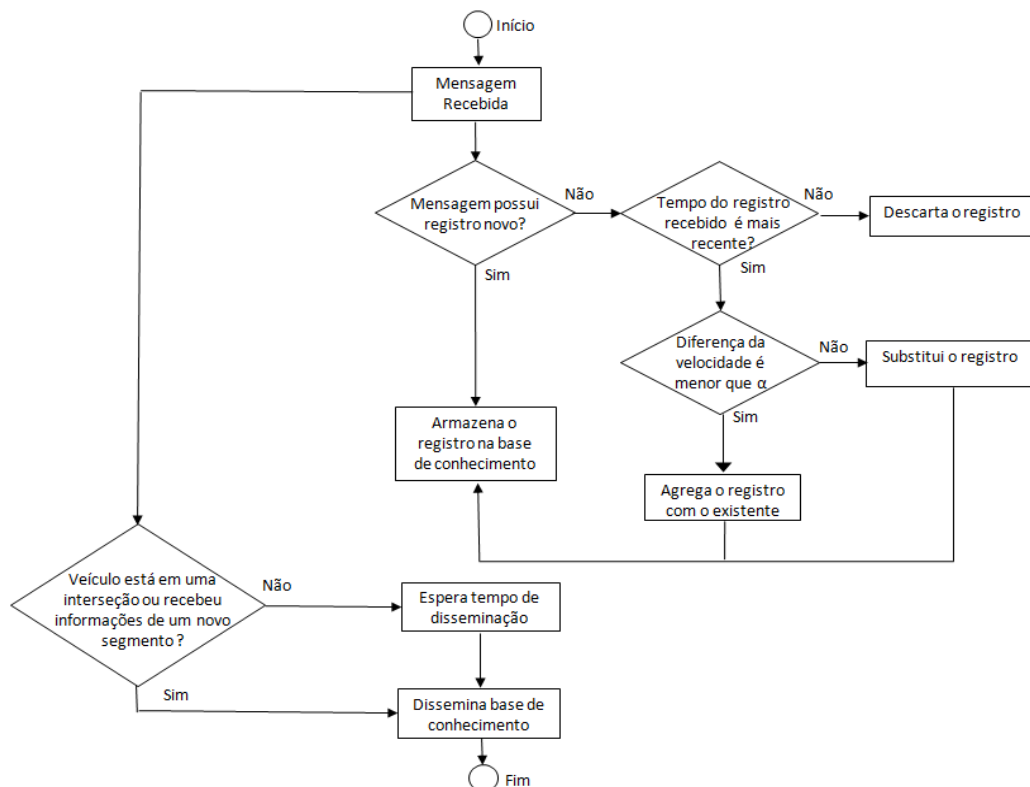 Início
Mensagem
Recebida
Mensagem possui
registro novo?
Não
Tempo do registro
recebido é mais
recente?
Não
Descarta o registro
Sim
Sim
Diferença da
velocidade é
menor que α
Não
Substitui o registro
Sim
Armazena o
registro na base
de conhecimento
Agrega o registro
com o existente
Veículo está em uma
interseção ou recebeu
informações de um novo
segmento ?
Não
Espera tempo de
disseminação
Sim
Dissemina base de
conhecimento
Fim